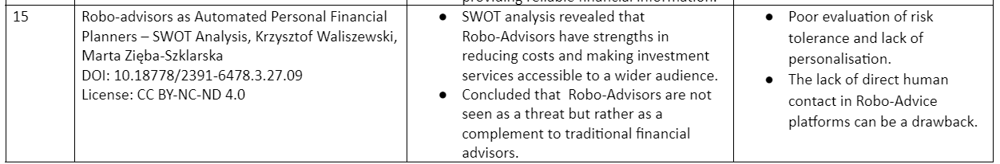 providing reliable financial information.
15
Robo-advisors as Automated Personal Financial
Planners – SWOT Analysis, Krzysztof Waliszewski,
Marta Zięba-Szklarska
DOI: 10.18778/2391-6478.3.27.09
License: CC BY-NC-ND 4.0
● SWOT analysis revealed that
Robo-Advisors have strengths in
reducing costs and making investment
services accessible to a wider audience.
● Concluded that  Robo-Advisors are not
seen as a threat but rather as a
complement to traditional financial
advisors.
● Poor evaluation of risk
tolerance and lack of
personalisation.
● The lack of direct human
contact in Robo-Advice
platforms can be a drawback.